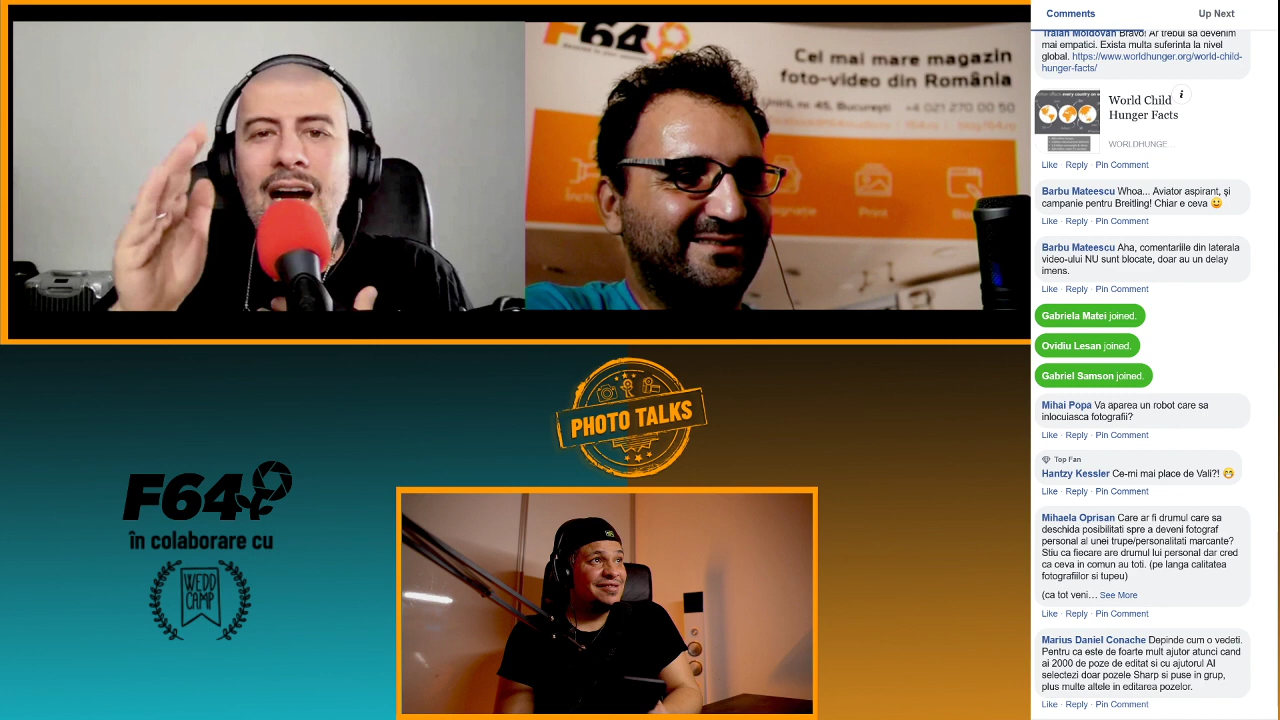 F64
Cel mai mare magazin
foto-video din România
nr. 45, București +4 021 270 00 50
Print
PHOTO TALKS
F64
în colaborare cu
WEDD
CAMP
Comments
Up Next
Traian Moldovan Bravo! Ar trebui sa devenim
mai empatici. Exista multa suferinta la nivel
global. https://www.worldhunger.org/world-child-
hunger-facts/
World Child
Hunger Facts
WORLDHUNGE...
Like · Reply · Pin Comment
Barbu Mateescu Whoa... Aviator aspirant, și
campanie pentru Breitling! Chiar e ceva 😀
Like · Reply · Pin Comment
Barbu Mateescu Aha, comentariile din laterala
video-ului NU sunt blocate, doar au un delay
imens.
Like · Reply · Pin Comment
Gabriela Matei joined.
Ovidiu Lesan joined.
Gabriel Samson joined.
Mihai Popa Va aparea un robot care sa
inlocuiasca fotografii?
Like · Reply · Pin Comment
Top Fan
Hantzy Kessler Ce-mi mai place de Vali?! 😁
Like · Reply · Pin Comment
Mihaela Oprisan Care ar fi drumul care sa
deschida posibilitati spre a deveni fotograf
personal al unei trupe/personalitati marcante?
Stiu ca fiecare are drumul lui personal dar cred
ca ceva in comun au toti. (pe langa calitatea
fotografiilor si tupeu)
(ca tot veni... See More
Like · Reply · Pin Comment
Marius Daniel Conache Depinde cum o vedeti.
Pentru ca este de foarte mult ajutor atunci cand
ai 2000 de poze de editat si cu ajutorul AI
selectezi doar pozele Sharp si puse in grup,
plus multe altele in editarea pozelor.
Like · Reply · Pin Comment